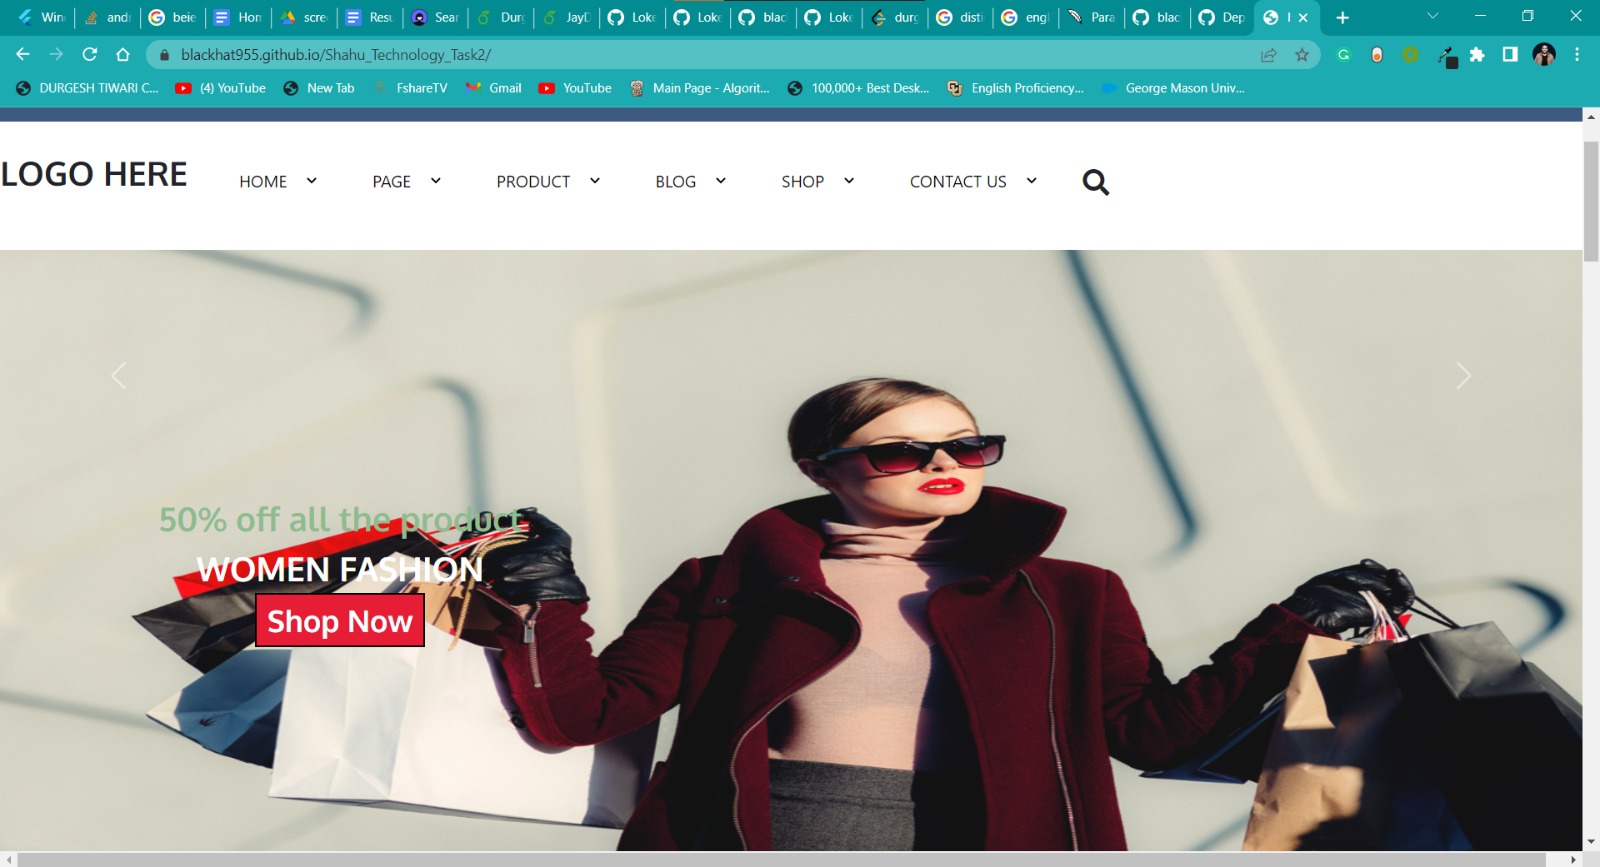 Wind
andr
beie
Hon
scre
Resu
Sear
Durg
JayD
Loke
Loke
blac
Loke
durg
disti
engl
Para
blac
Dep
blackhat955.github.io/Shahu_Technology_Task2/
DURGESH TIWARI C...
(4) YouTube
New Tab
FshareTV
Gmail
YouTube
Main Page - Algorit...
100,000+ Best Desk...
English Proficiency...
George Mason Univ...
LOGO HERE
HOME
PAGE
PRODUCT
BLOG
SHOP
CONTACT US
50% off all the product
WOMEN FASHION
Shop Now